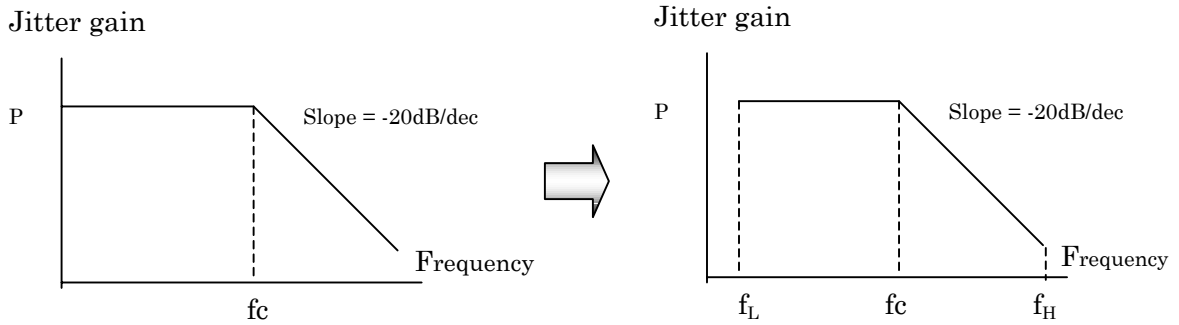 Jitter gain
P
Slope = -20dB/dec
Frequency
fc
Jitter gain
P
Slope = -20dB/dec
Frequency
fL
fc
fH